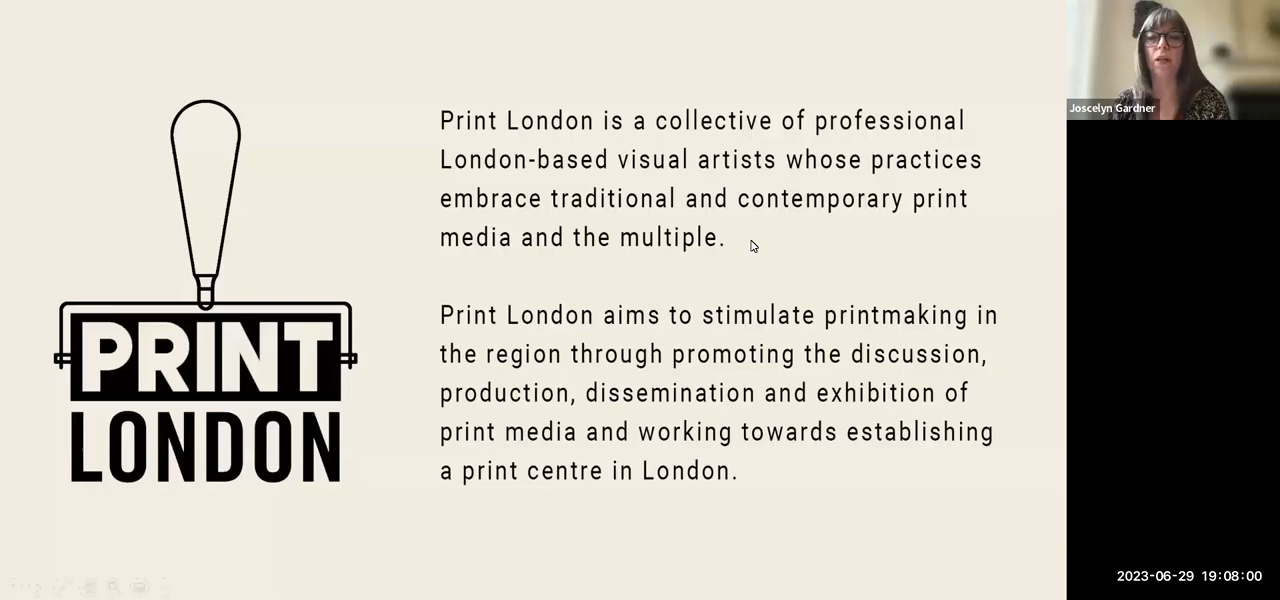 PRINT
LONDON
Print London is a collective of professional
London-based visual artists whose practices
embrace traditional and contemporary print
media and the multiple.
Print London aims to stimulate printmaking in
the region through promoting the discussion,
production, dissemination and exhibition of
print media and working towards establishing
a print centre in London.
Joscelyn Gardner
2023-06-29 19:08:00